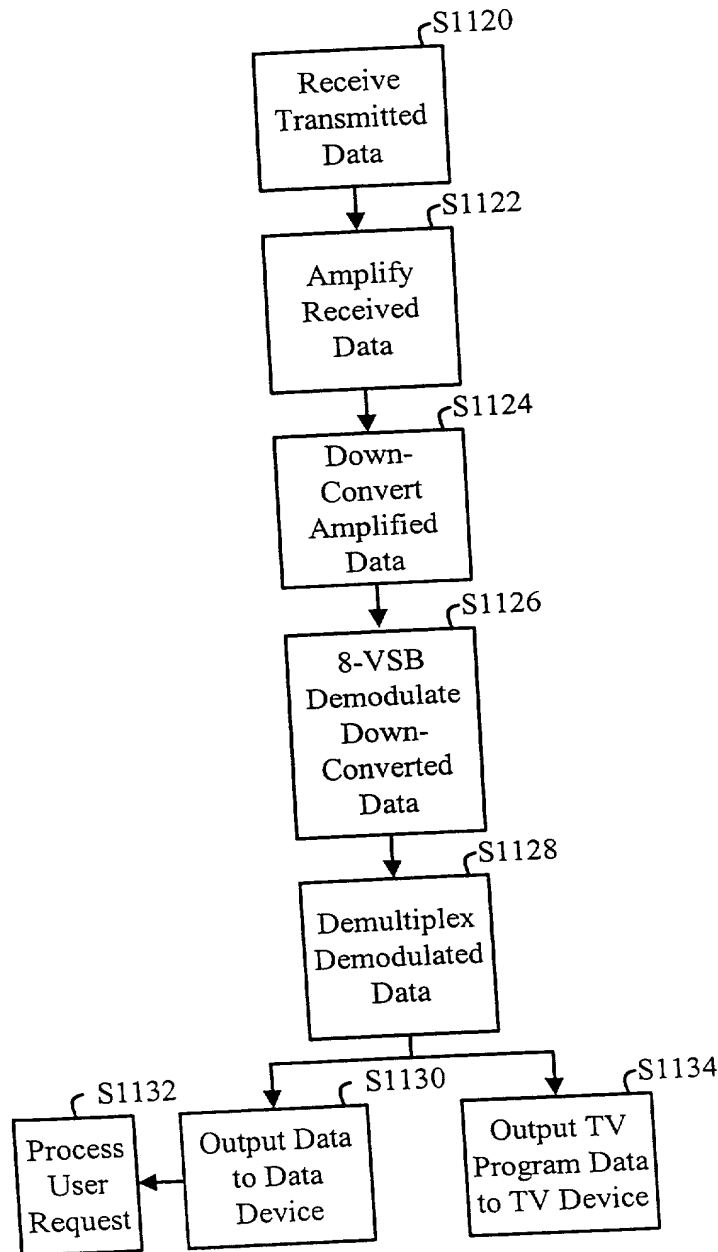 S1120
Receive
Transmitted
Data
S1122
Amplify
Received
Data
S1124
Down-
Convert
Amplified
Data
S1126
8-VSB
Demodulate
Down-
Converted
Data
S1128
Demultiplex
Demodulated
Data
S1132
Process
User
Request
S1130
Output Data
to Data
Device
S1134
Output TV
Program Data
to TV Device